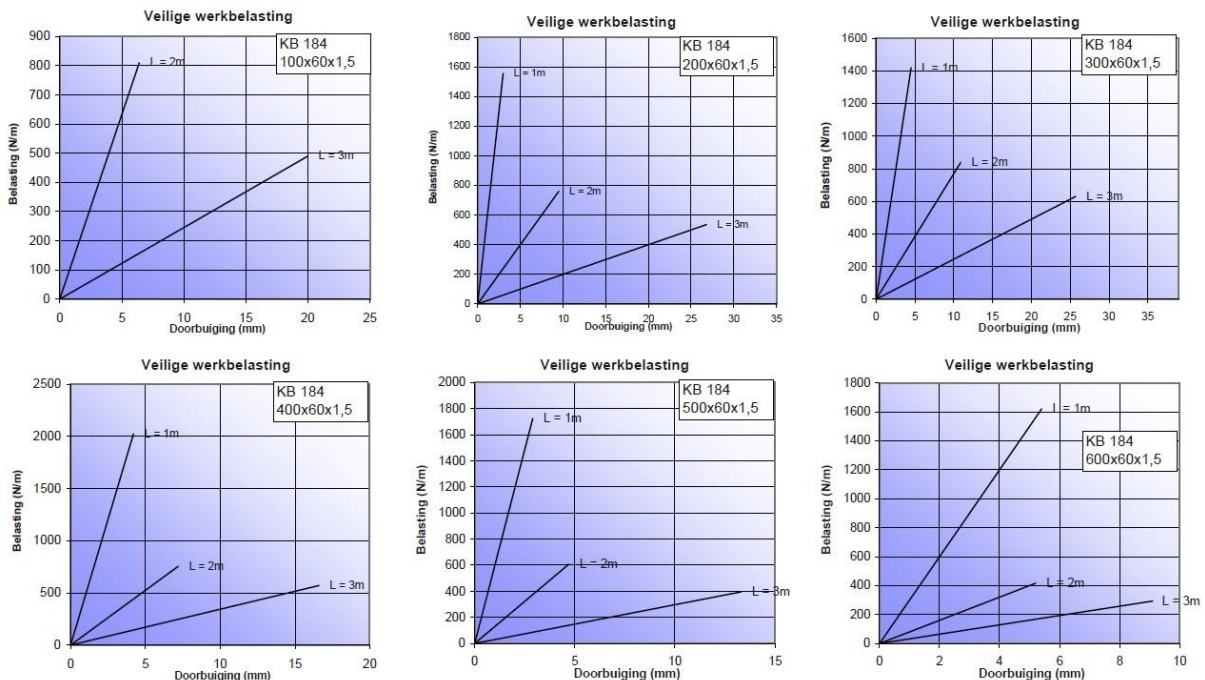 Veilige werkbelasting
KB 184
100x60x1,5
900
800
700
600
500
400
300
200
100
0
Belasting (N/m)
L = 2m
L = 3m
0 5 10 15 20 25
Doorbuiging (mm)
Veilige werkbelasting
KB 184
200x60x1,5
1800
1600
1400
1200
1000
800
600
400
200
0
Belasting (N/m)
L = 1m
L = 2m
L = 3m
0 5 10 15 20 25 30 35
Doorbuiging (mm)
Veilige werkbelasting
KB 184
300x60x1,5
1600
1400
1200
1000
800
600
400
200
0
Belasting (N/m)
L = 1m
L = 2m
L = 3m
0 5 10 15 20 25 30 35
Doorbuiging (mm)
Veilige werkbelasting
KB 184
400x60x1,5
2500
2000
1500
1000
500
0
Belasting (N/m)
L = 1m
L = 2m
L = 3m
0 5 10 15 20
Doorbuiging (mm)
Veilige werkbelasting
KB 184
500x60x1,5
2000
1800
1600
1400
1200
1000
800
600
400
200
0
Belasting (N/m)
L = 1m
L = 2m
L = 3m
0 5 10 15
Doorbuiging (mm)
Veilige werkbelasting
KB 184
600x60x1,5
1800
1600
1400
1200
1000
800
600
400
200
0
Belasting (N/m)
L = 1m
L = 2m
L = 3m
0 2 4 6 8 10
Doorbuiging (mm)